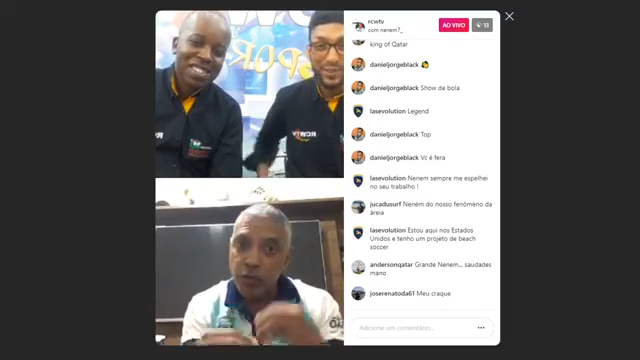 rcwtv
com nenem7_
AO VIVO
13
king of Qatar
danieljorgeblack
danieljorgeblack Show de bola
lasevolution Legend
danieljorgeblack Top
danieljorgeblack Vc é fera
lasevolution Nenem sempre me espelhei
no seu trabalho !
jucadusurf Neném do nosso fenômeno da
áreia
lasevolution Estou aqui nos Estados
Unidos e tenho um projeto de beach
soccer
andersonqatar Grande Nenem... saudades
mano
joserenatoda61 Meu craque
Adicione um comentário...